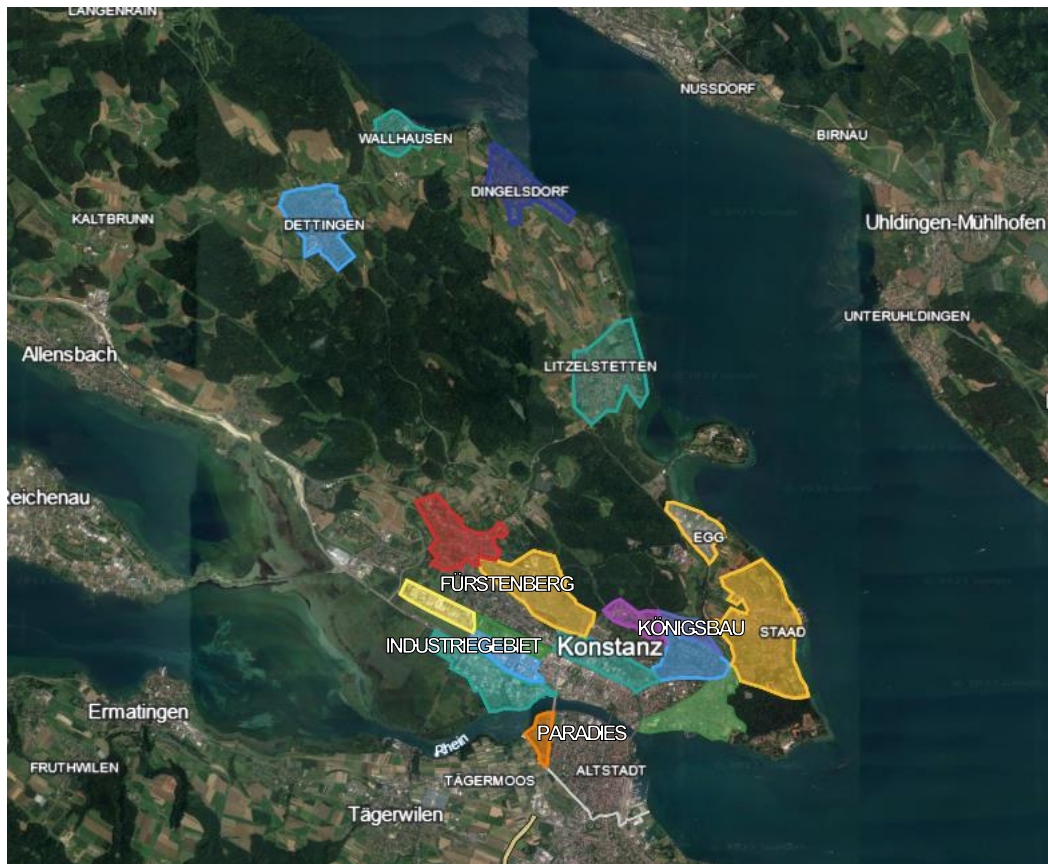 LANGENRAIN
NUSSDORF
WALLHAUSEN
BIRNAU
DINGELSDORF
KALTBRUNN
DETTINGEN
Uhldingen-Mühlhofen
UNTERUHLDINGEN
Allensbach
LITZELSTETTEN
Reichenau
EGG
FÜRSTENBERG
KÖNIGSBAU
STAAD
INDUSTRIEGEBIET
Konstanz
Ermatingen
PARADIES
Rhein
FRUTHWILEN
TÄGERMOOS
ALTSTADT
Tägerwilen